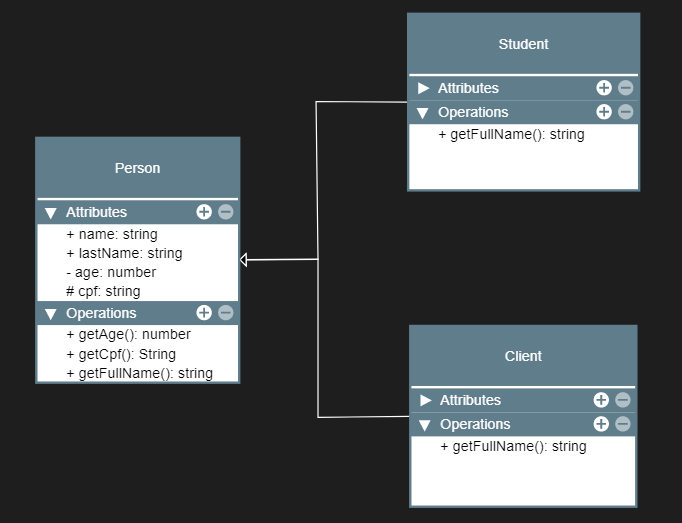 Person
Attributes
+ name: string
+ lastName: string
- age: number
# cpf: string
Operations
+ getAge(): number
+ getCpf(): String
+ getFullName(): string
Student
Attributes
Operations
+ getFullName(): string
Client
Attributes
Operations
+ getFullName(): string